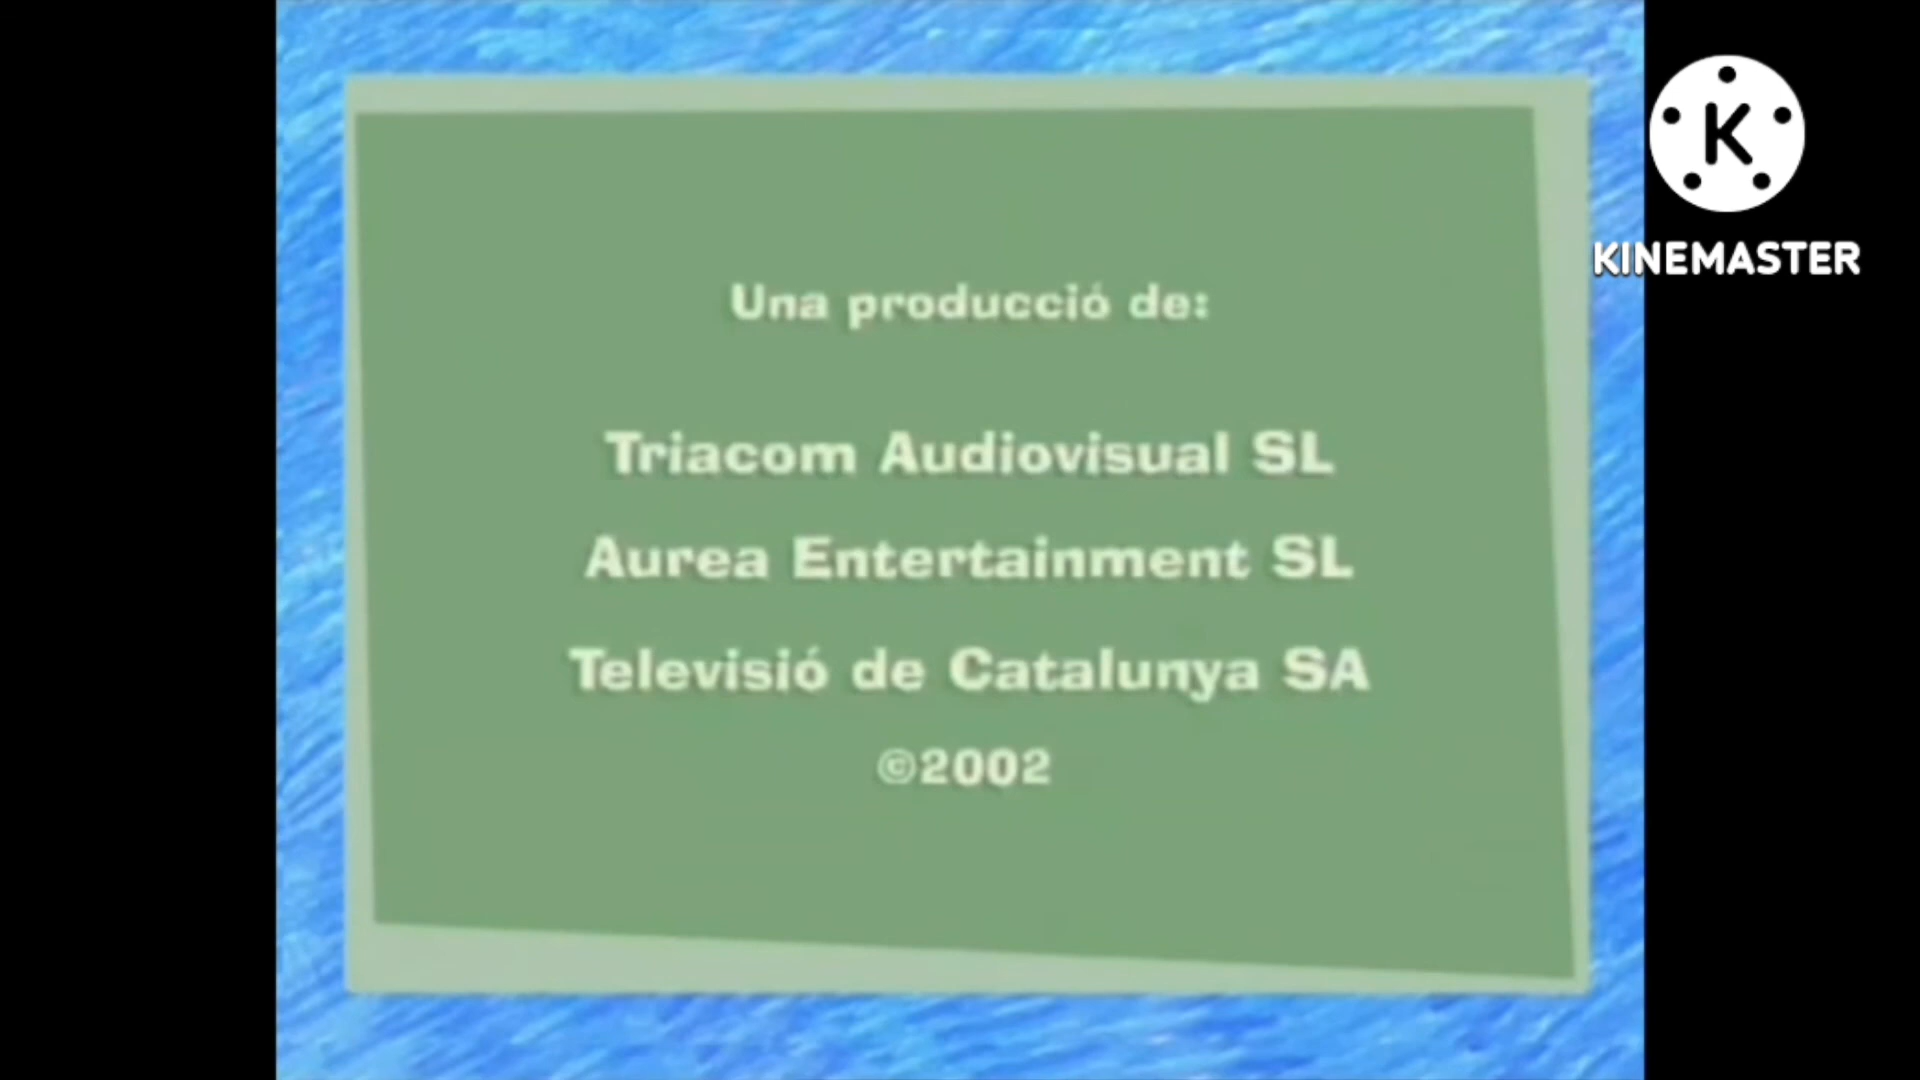 K
KINEMASTER
Una producció de:
Triacom Audiovisual SL
Aurea Entertainment SL
Televisió de Catalunya SA
©2002